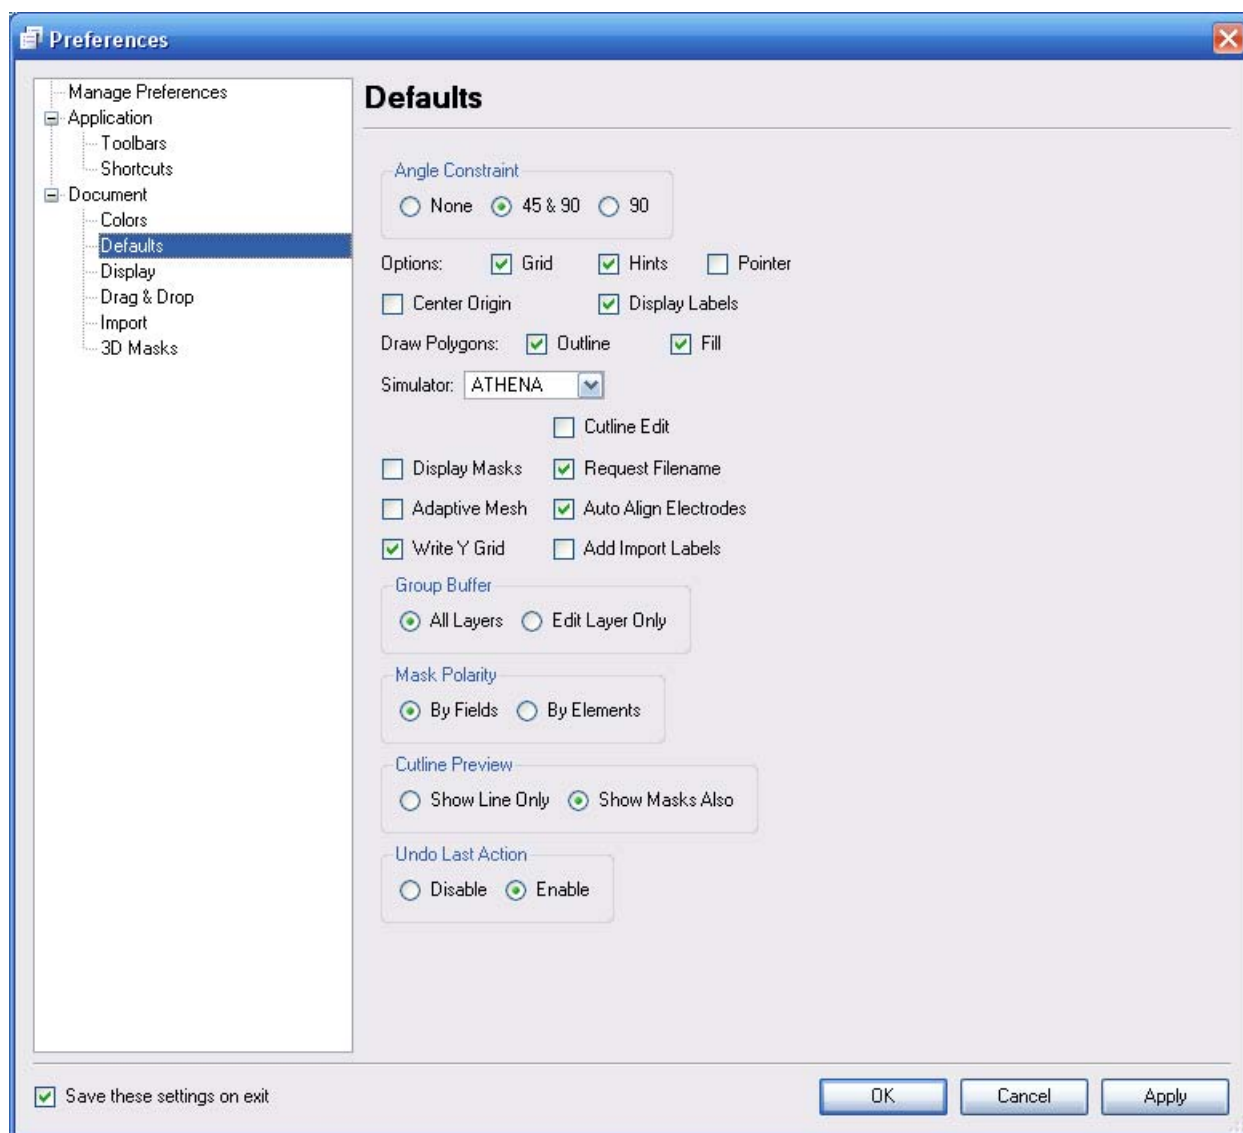 Preferences
Manage Preferences
Application
Toolbars
Shortcuts
Document
Colors
Defaults
Display
Drag & Drop
Import
3D Masks
Defaults
Angle Constraint
None 45 & 90 90
Options: Grid Hints Pointer
Center Origin Display Labels
Draw Polygons: Outline Fill
Simulator: ATHENA
Cutline Edit
Display Masks Request Filename
Adaptive Mesh Auto Align Electrodes
Write Y Grid Add Import Labels
Group Buffer
All Layers Edit Layer Only
Mask Polarity
By Fields By Elements
Cutline Preview
Show Line Only Show Masks Also
Undo Last Action
Disable Enable
Save these settings on exit OK Cancel Apply